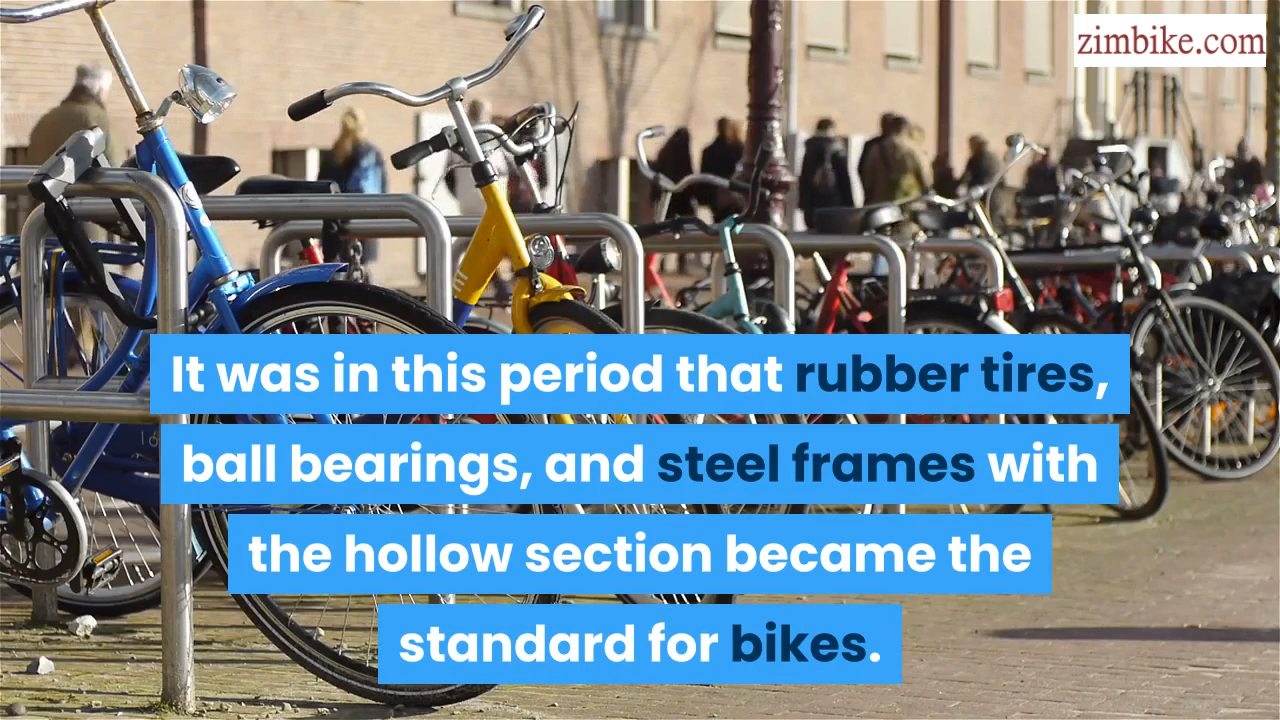 zimbike.com
It was in this period that rubber tires,
ball bearings, and steel frames with
the hollow section became the
standard for bikes.